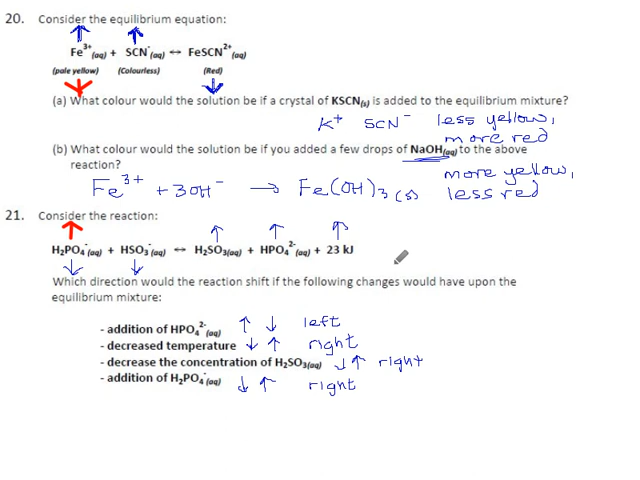 20. Consider the equilibrium equation:
Fe³⁺(aq) + SCN⁻(aq) ↔ FeSCN²⁺(aq)
(pale yellow) (Colourless) (Red)
(a) What colour would the solution be if a crystal of KSCN(s) is added to the equilibrium mixture?
K⁺ SCN⁻ less yellow,
more red
(b) What colour would the solution be if you added a few drops of NaOH(aq) to the above
reaction?
more yellow,
Fe³⁺ + 3OH⁻ → Fe(OH)₃(s) less red
21. Consider the reaction:
H₂PO₄⁻(aq) + HSO₃⁻(aq) ↔ H₂SO₃(aq) + HPO₄²⁻(aq) + 23 kJ
Which direction would the reaction shift if the following changes would have upon the
equilibrium mixture:
- addition of HPO₄²⁻(aq) ↑ ↓ left
- decreased temperature ↓ ↑ right
- decrease the concentration of H₂SO₃(aq) ↓ ↑ right
- addition of H₂PO₄⁻(aq) ↓ ↑ right